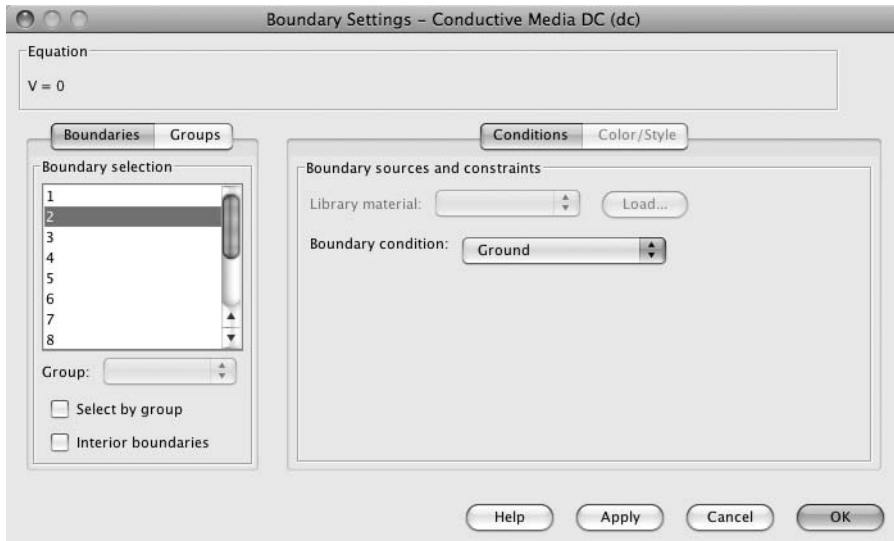 Boundary Settings – Conductive Media DC (dc)
Equation
V = 0
Boundaries Groups
Boundary selection
1
2
3
4
5
6
7
8
Group:
Select by group
Interior boundaries
Conditions Color/Style
Boundary sources and constraints
Library material: Load...
Boundary condition: Ground
Help Apply Cancel OK